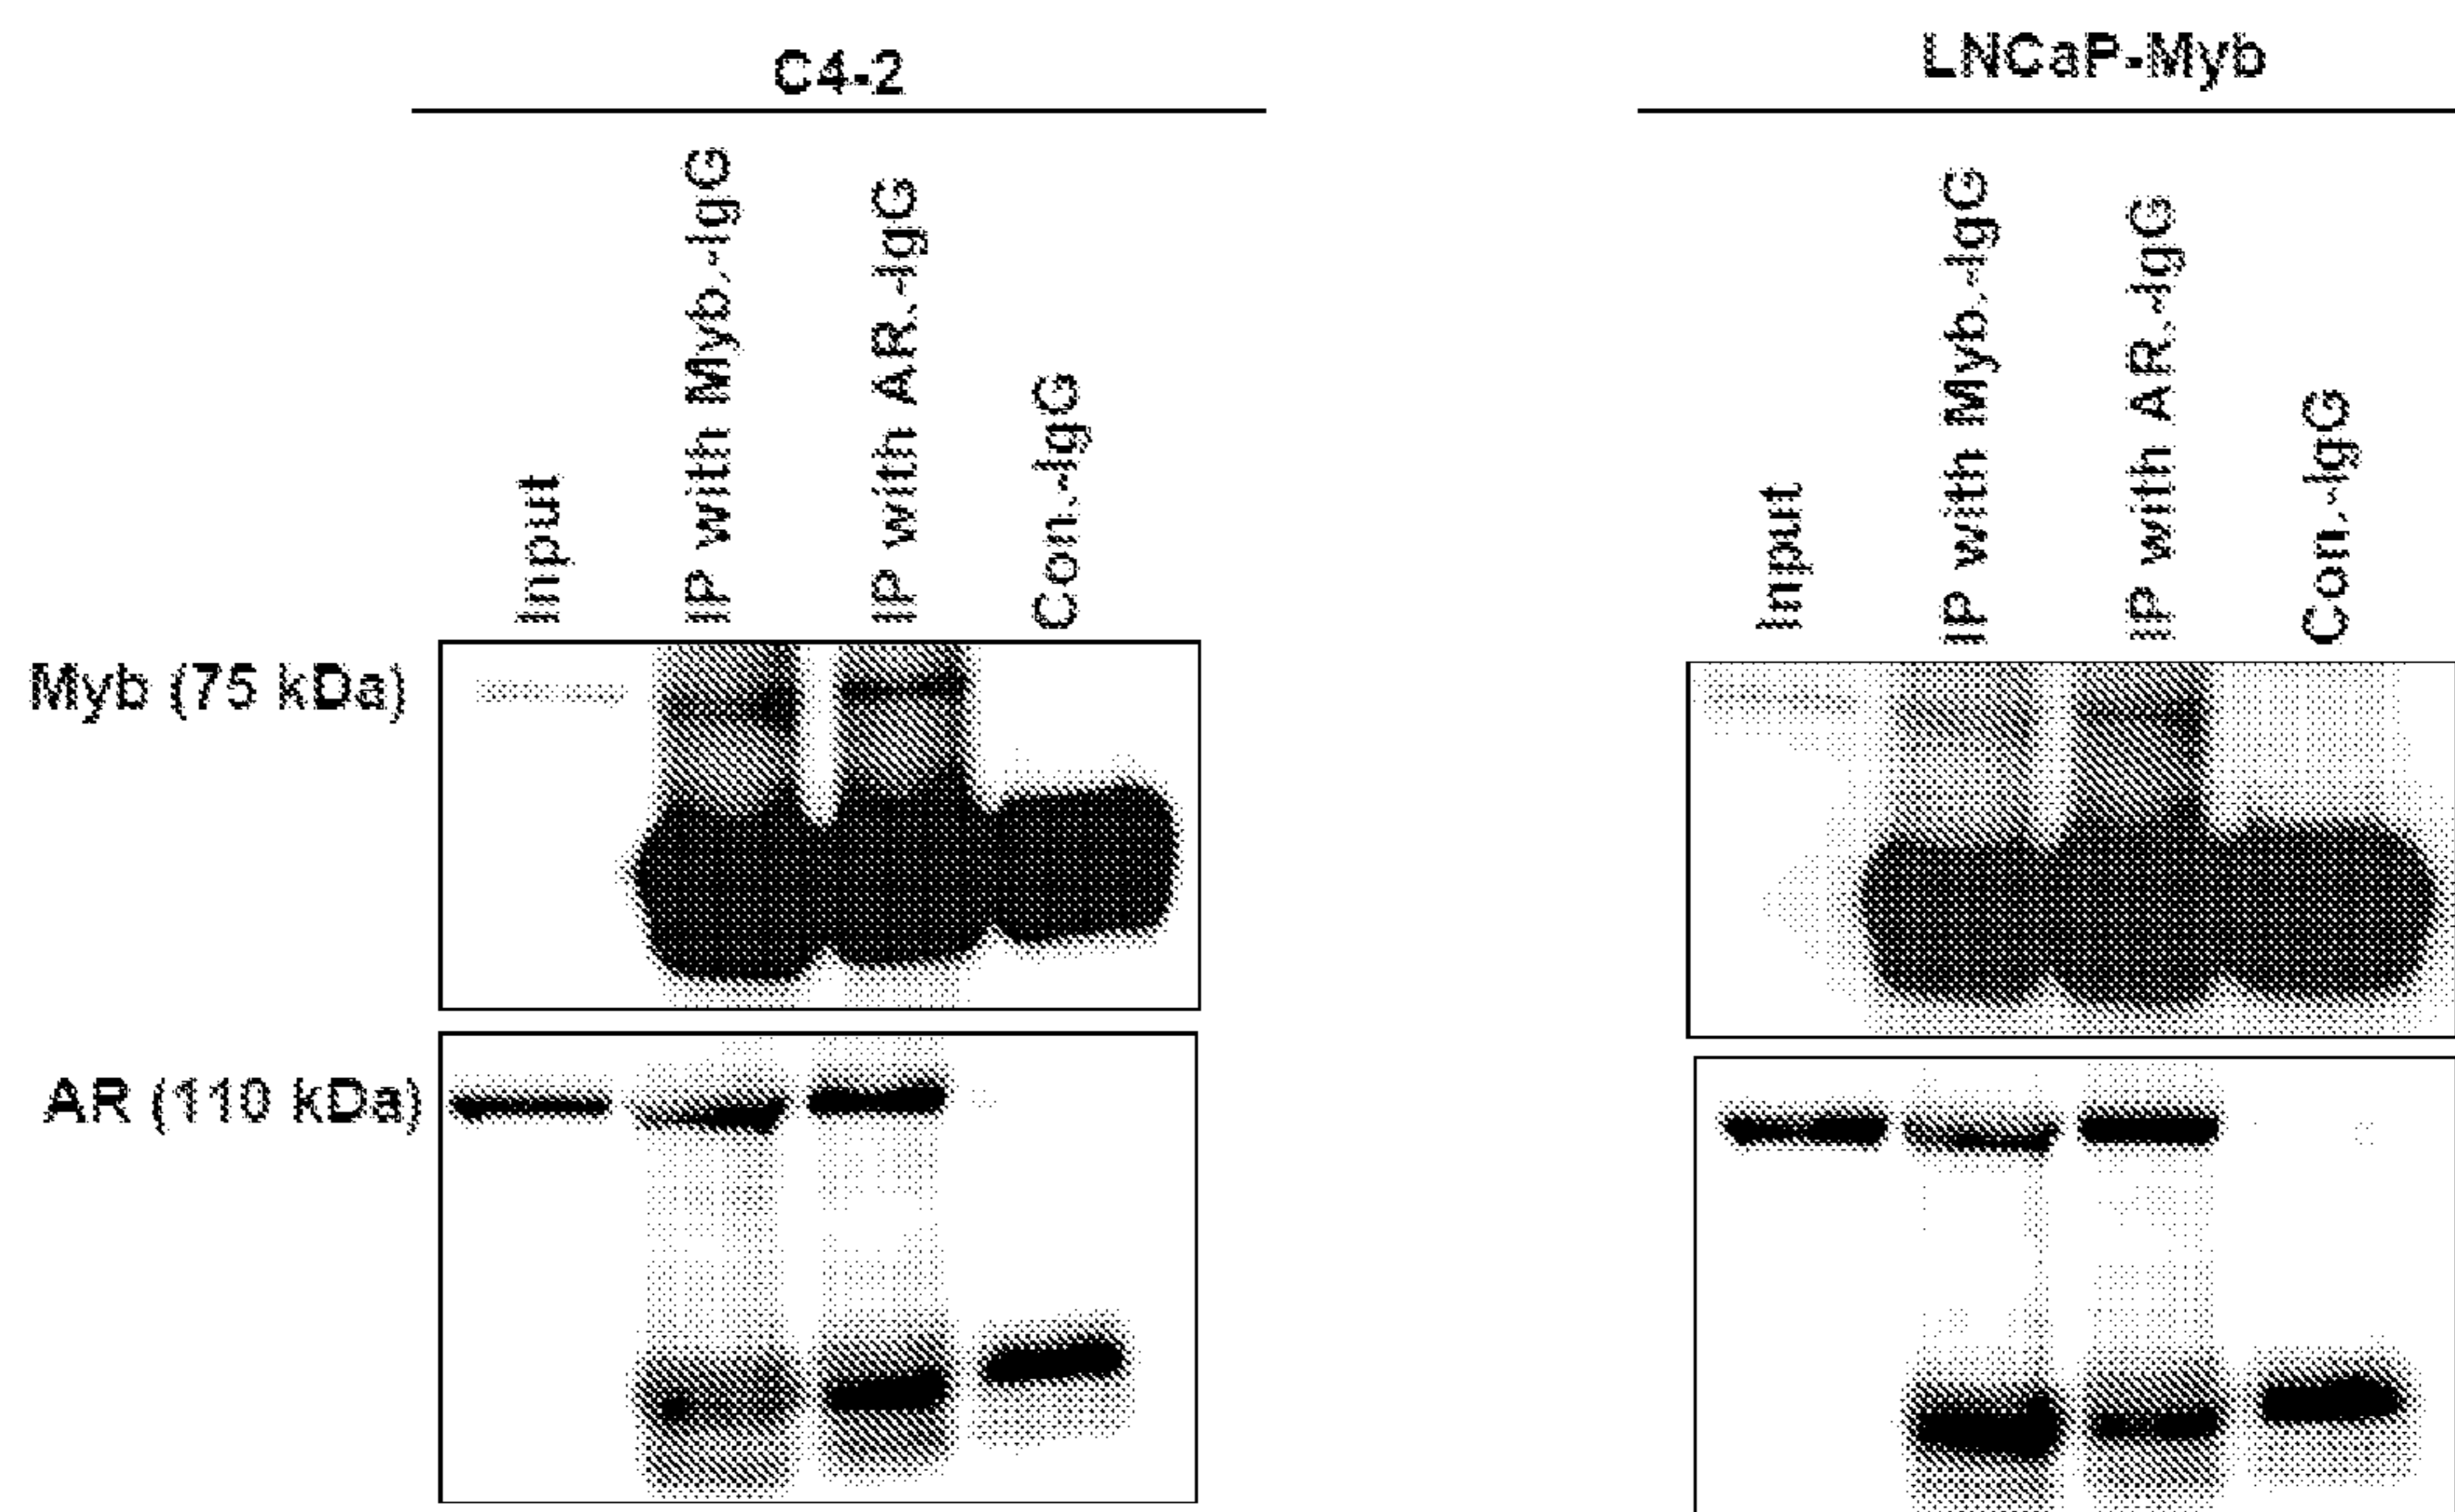 C4-2
LNCaP-Myb
Input
IP with Myb.-IgG
IP with AR.-IgG
Con.-IgG
Input
IP with Myb.-IgG
IP with AR.-IgG
Con.-IgG
Myb (75 kDa)
AR (110 kDa)